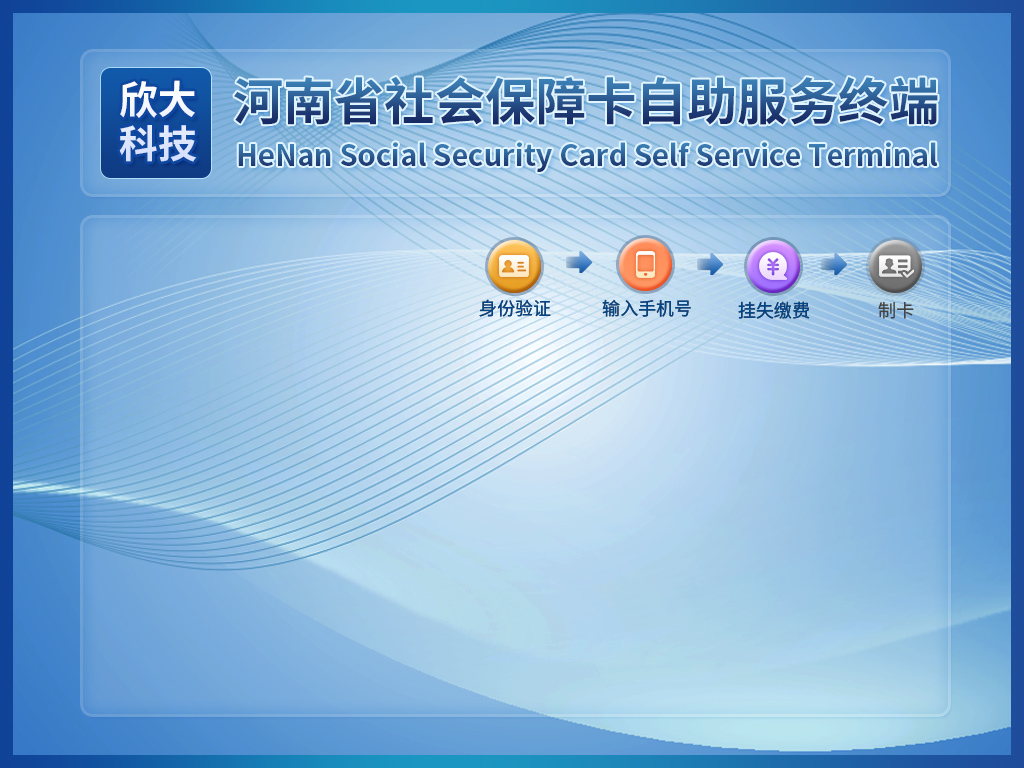 欣大
科技
河南省社会保障卡自助服务终端
HeNan Social Security Card Self Service Terminal
身份验证
输入手机号
挂失缴费
制卡